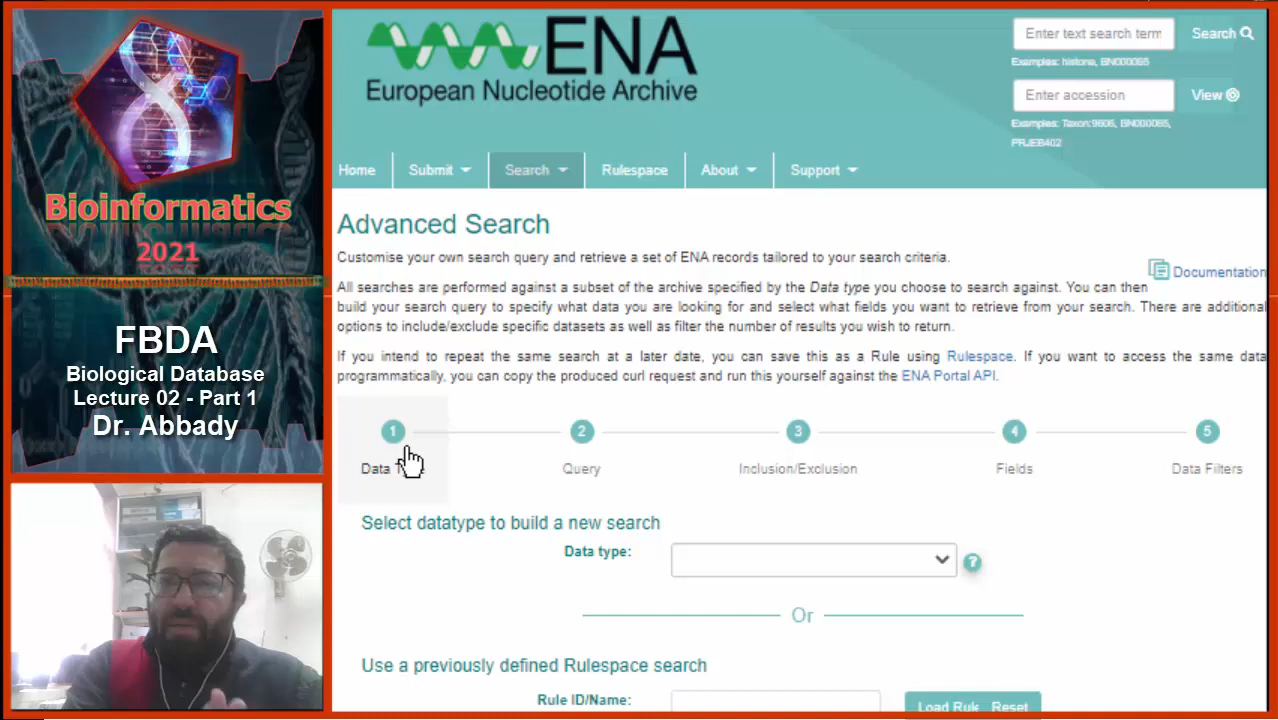 Bioinformatics
2021
FBDA
Biological Database
Lecture 02 - Part 1
Dr. Abbady
ENA
European Nucleotide Archive
Enter text search term
Search
Examples: histone, BN000065
Enter accession
View
Examples: Taxon:9606, BN000065,
PRJEB402
Home
Submit
Search
Rulespace
About
Support
Advanced Search
Customise your own search query and retrieve a set of ENA records tailored to your search criteria.
Documentation
All searches are performed against a subset of the archive specified by the Data type you choose to search against. You can then
build your search query to specify what data you are looking for and select what fields you want to retrieve from your search. There are additional
options to include/exclude specific datasets as well as filter the number of results you wish to return.
If you intend to repeat the same search at a later date, you can save this as a Rule using Rulespace. If you want to access the same data
programmatically, you can copy the produced curl request and run this yourself against the ENA Portal API.
1
2
3
4
5
Data
Query
Inclusion/Exclusion
Fields
Data Filters
Select datatype to build a new search
Data type:
?
Or
Use a previously defined Rulespace search
Rule ID/Name:
Load Rule
Reset